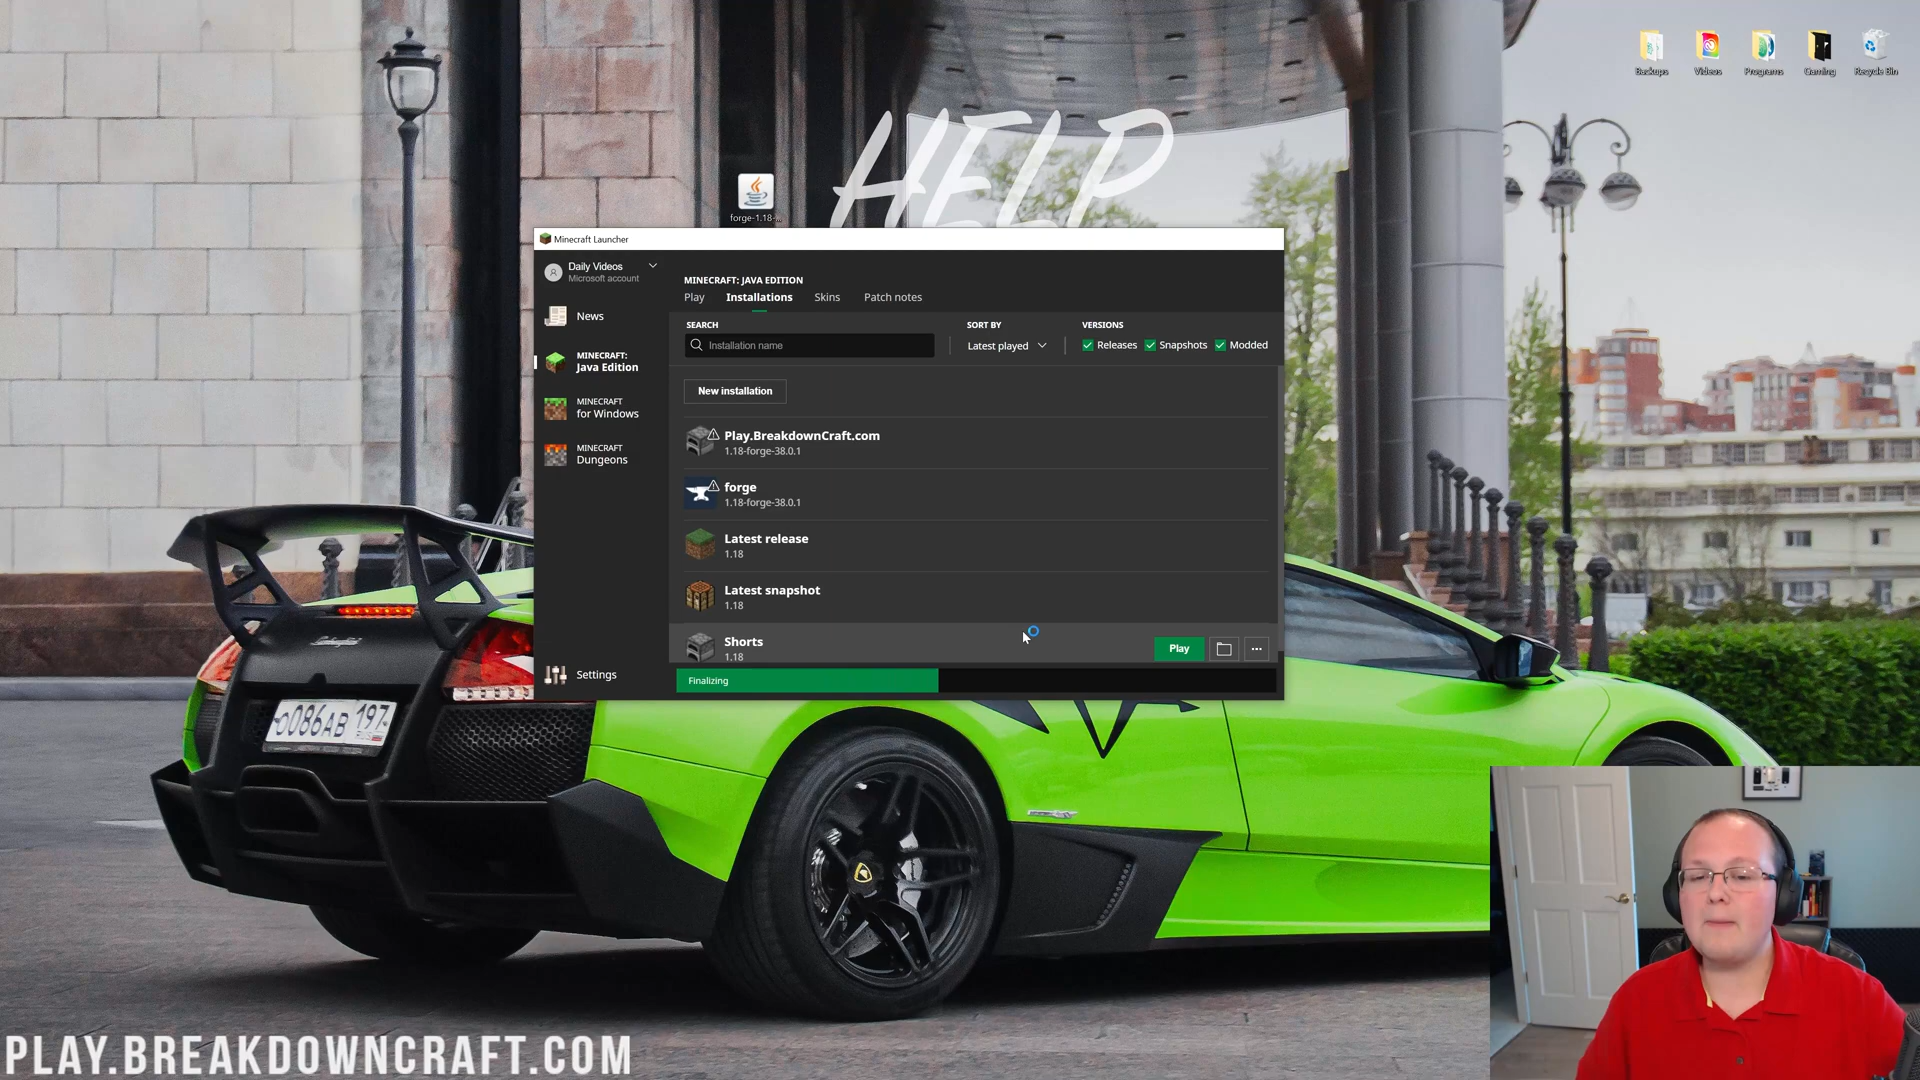 Backups
Videos
Programs
Gaming
Recycle Bin
HELP
forge-1.18-...
Minecraft Launcher
Daily Videos
Microsoft account
News
MINECRAFT:
Java Edition
MINECRAFT
for Windows
MINECRAFT
Dungeons
Settings
MINECRAFT: JAVA EDITION
Play
Installations
Skins
Patch notes
SEARCH
Installation name
SORT BY
Latest played
VERSIONS
Releases
Snapshots
Modded
New installation
Play.BreakdownCraft.com
1.18-forge-38.0.1
forge
1.18-forge-38.0.1
Latest release
1.18
Latest snapshot
1.18
Shorts
1.18
Play
Finalizing
О086АВ 197
PLAY.BREAKDOWNCRAFT.COM